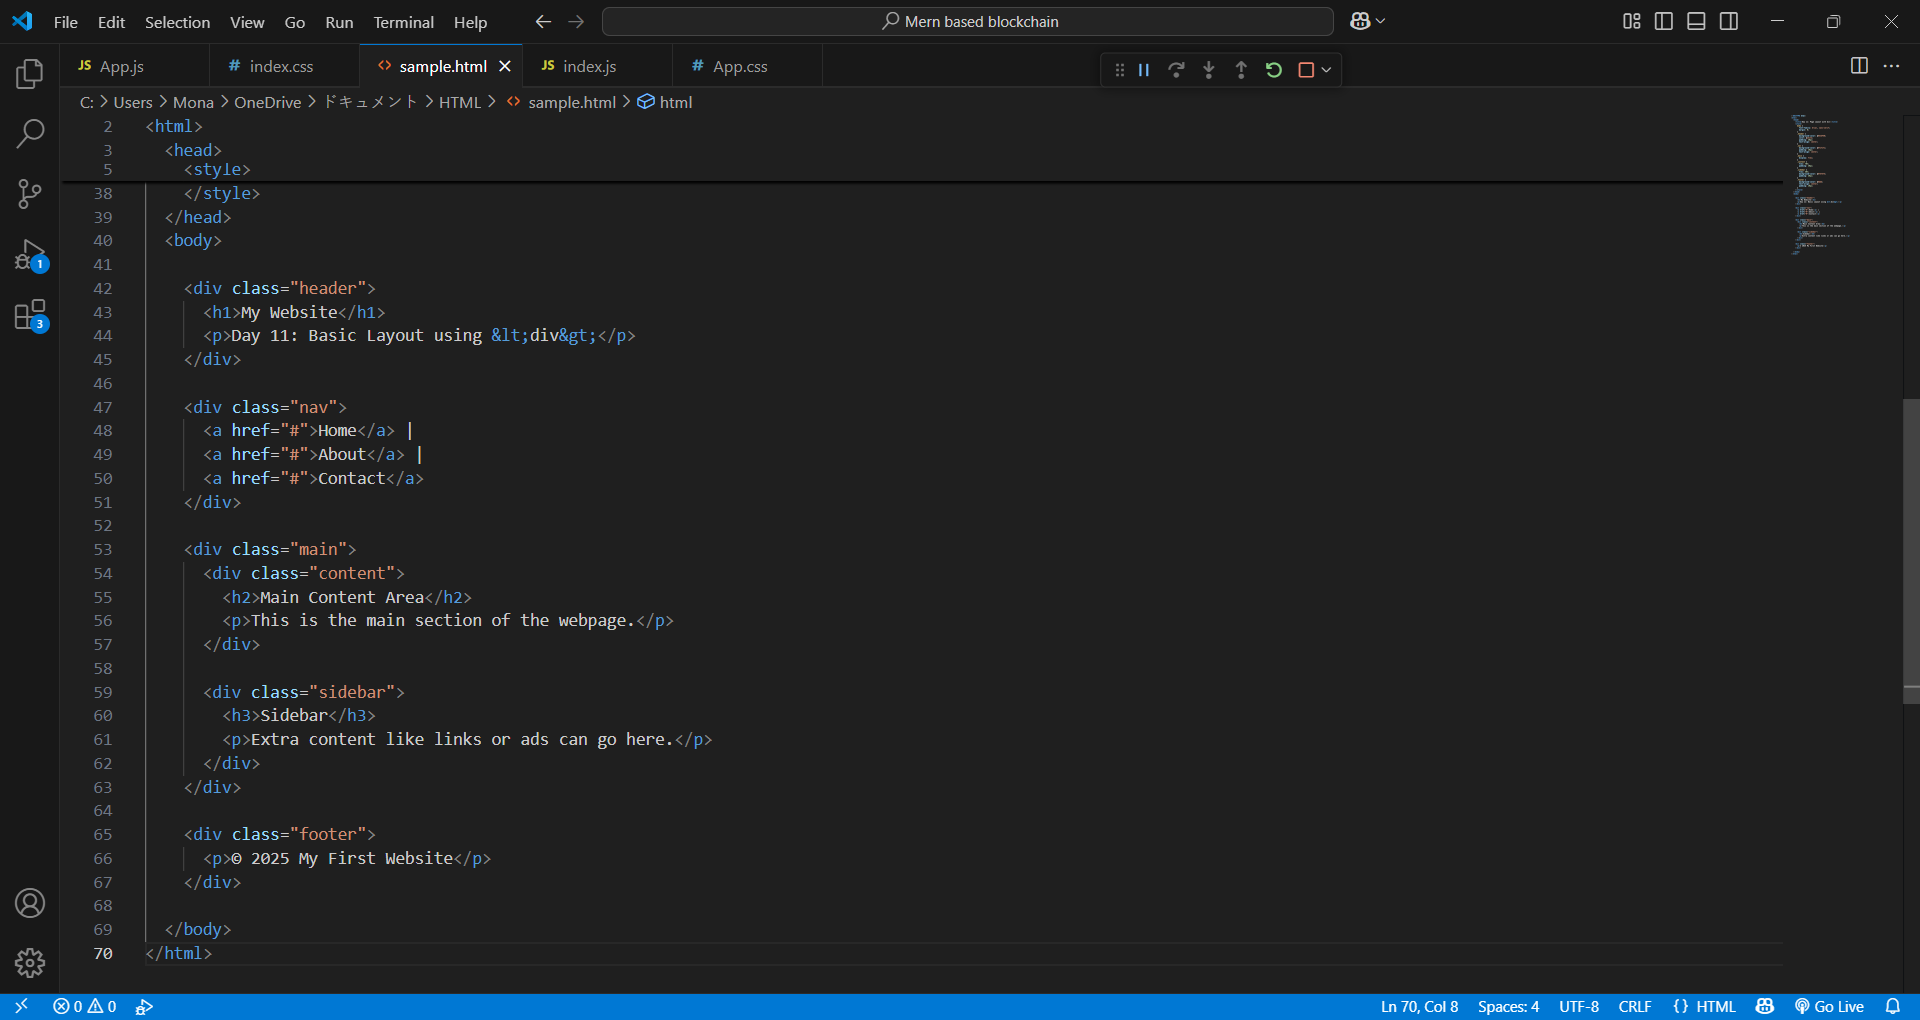 File Edit Selection View Go Run Terminal Help
Mern based blockchain
JS App.js
# index.css
<> sample.html
JS index.js
# App.css
C: > Users > Mona > OneDrive > ドキュメント > HTML > <> sample.html > html
2 <html>
3 <head>
5 <style>
38 </style>
39 </head>
40 <body>
41
42 <div class="header">
43 <h1>My Website</h1>
44 <p>Day 11: Basic Layout using &lt;div&gt;</p>
45 </div>
46
47 <div class="nav">
48 <a href="#">Home</a> |
49 <a href="#">About</a> |
50 <a href="#">Contact</a>
51 </div>
52
53 <div class="main">
54 <div class="content">
55 <h2>Main Content Area</h2>
56 <p>This is the main section of the webpage.</p>
57 </div>
58
59 <div class="sidebar">
60 <h3>Sidebar</h3>
61 <p>Extra content like links or ads can go here.</p>
62 </div>
63 </div>
64
65 <div class="footer">
66 <p>© 2025 My First Website</p>
67 </div>
68
69 </body>
70 </html>
1
3
0 0
Ln 70, Col 8 Spaces: 4 UTF-8 CRLF {} HTML Go Live